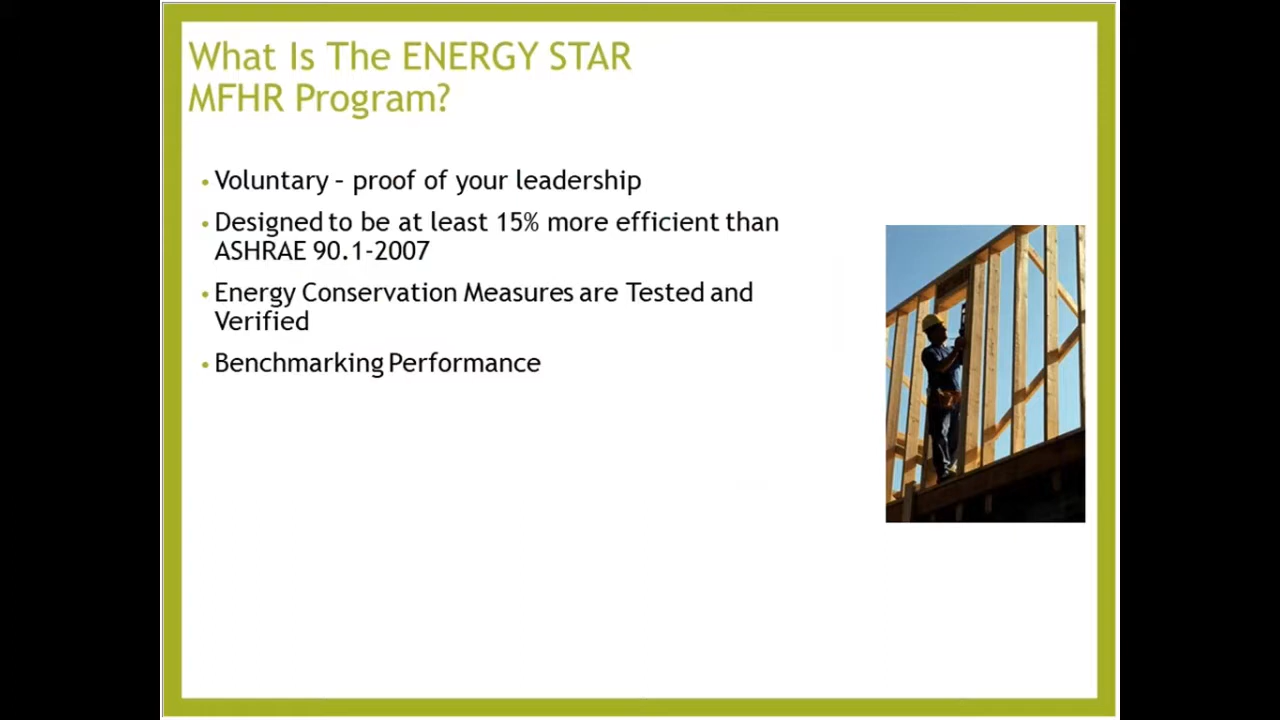 What Is The ENERGY STAR
MFHR Program?
• Voluntary – proof of your leadership
• Designed to be at least 15% more efficient than
ASHRAE 90.1-2007
• Energy Conservation Measures are Tested and
Verified
• Benchmarking Performance